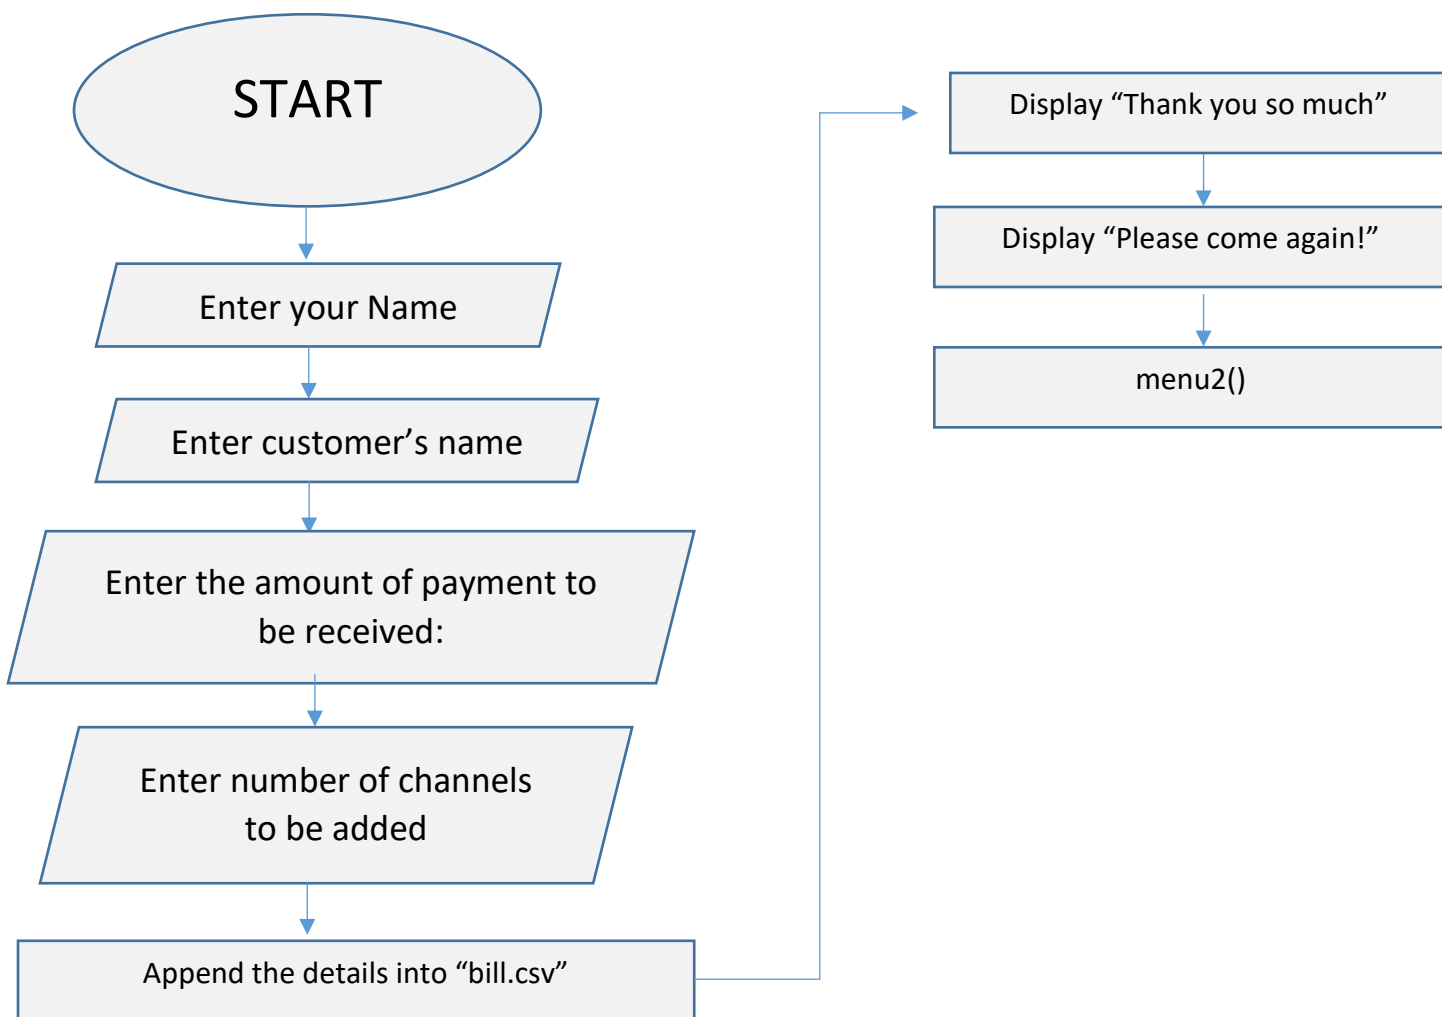 START
Enter your Name
Enter customer’s name
Enter the amount of payment to
be received:
Enter number of channels
to be added
Append the details into “bill.csv”
Display “Thank you so much”
Display “Please come again!”
menu2()